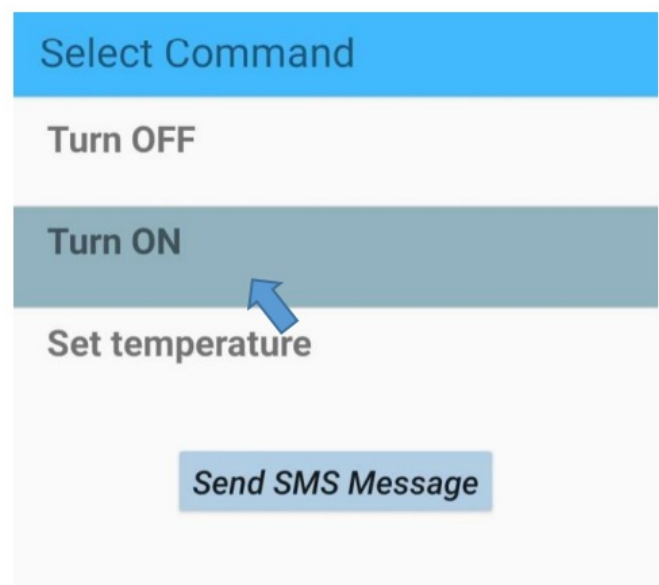 Select Command
Turn OFF
Turn ON
Set temperature
Send SMS Message